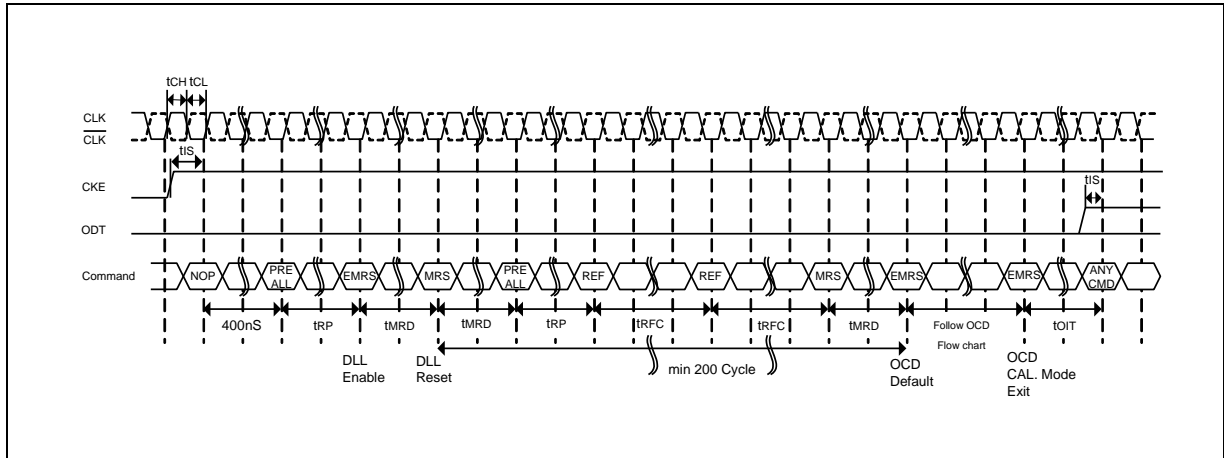 tCH tCL
CLK
CLK
tIS
CKE
tIS
ODT
Command
NOP
PRE
ALL
EMRS
MRS
PRE
ALL
REF
REF
MRS
EMRS
EMRS
ANY
CMD
400nS
tRP
tMRD
tMRD
tRP
tRFC
tRFC
tMRD
Follow OCD
Flow chart
tOIT
DLL
Enable
DLL
Reset
min 200 Cycle
OCD
Default
OCD
CAL. Mode
Exit